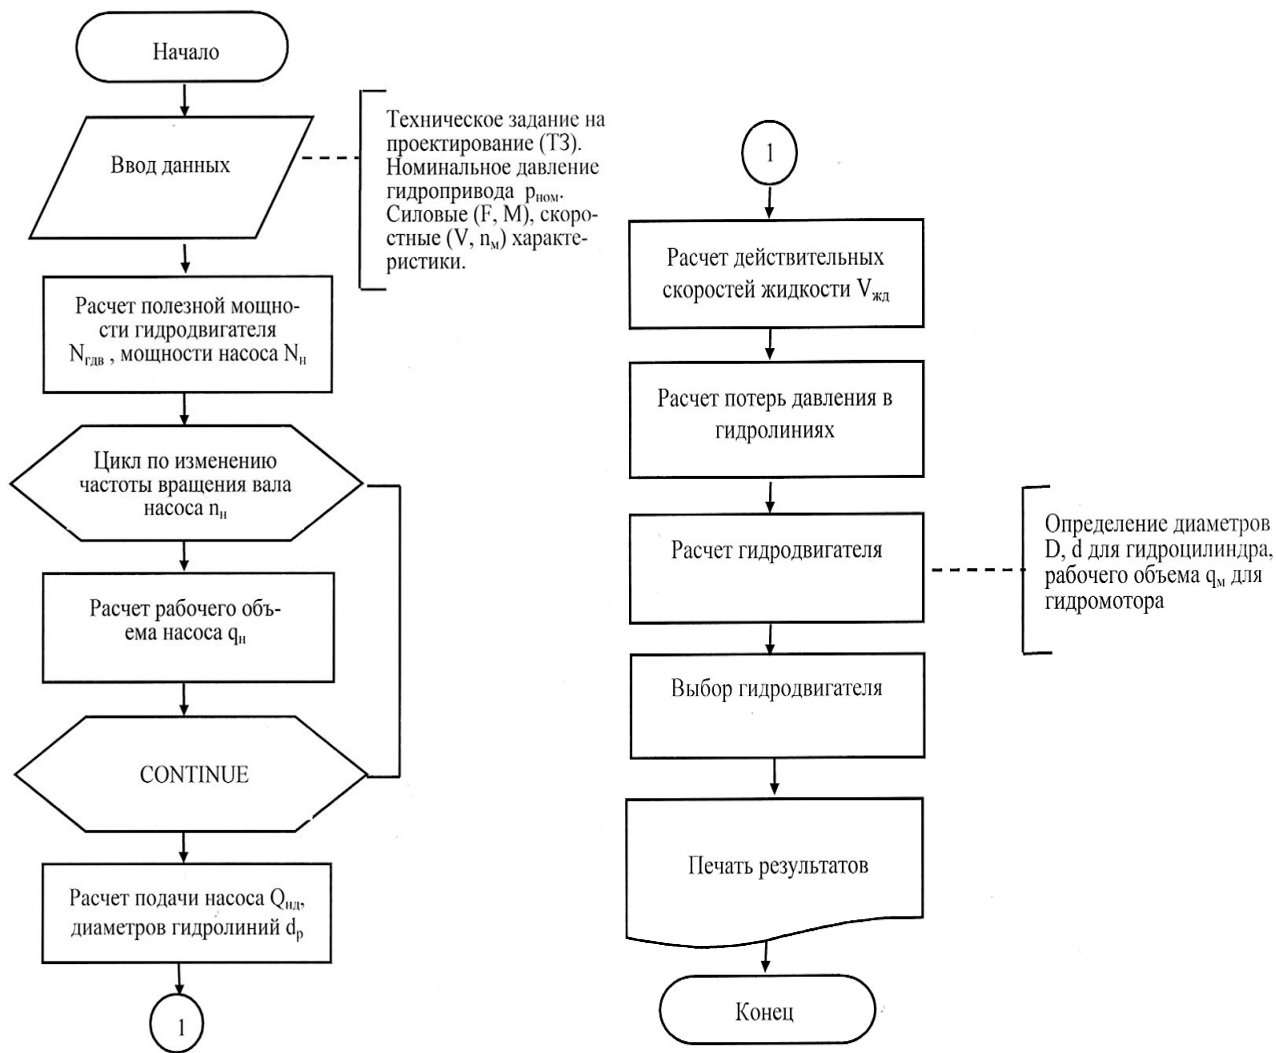 Начало
Ввод данных
Техническое задание на
проектирование (ТЗ).
Номинальное давление
гидропривода pном.
Силовые (F, M), скоро-
стные (V, nм) характе-
ристики.
Расчет полезной мощно-
сти гидродвигателя
Nгдв , мощности насоса Nн
Цикл по изменению
частоты вращения вала
насоса nн
Расчет рабочего объ-
ема насоса qн
CONTINUE
Расчет подачи насоса Qнд,
диаметров гидролиний dр
1
1
Расчет действительных
скоростей жидкости Vжд
Расчет потерь давления в
гидролиниях
Расчет гидродвигателя
Определение диаметров
D, d для гидроцилиндра,
рабочего объема qм для
гидромотора
Выбор гидродвигателя
Печать результатов
Конец